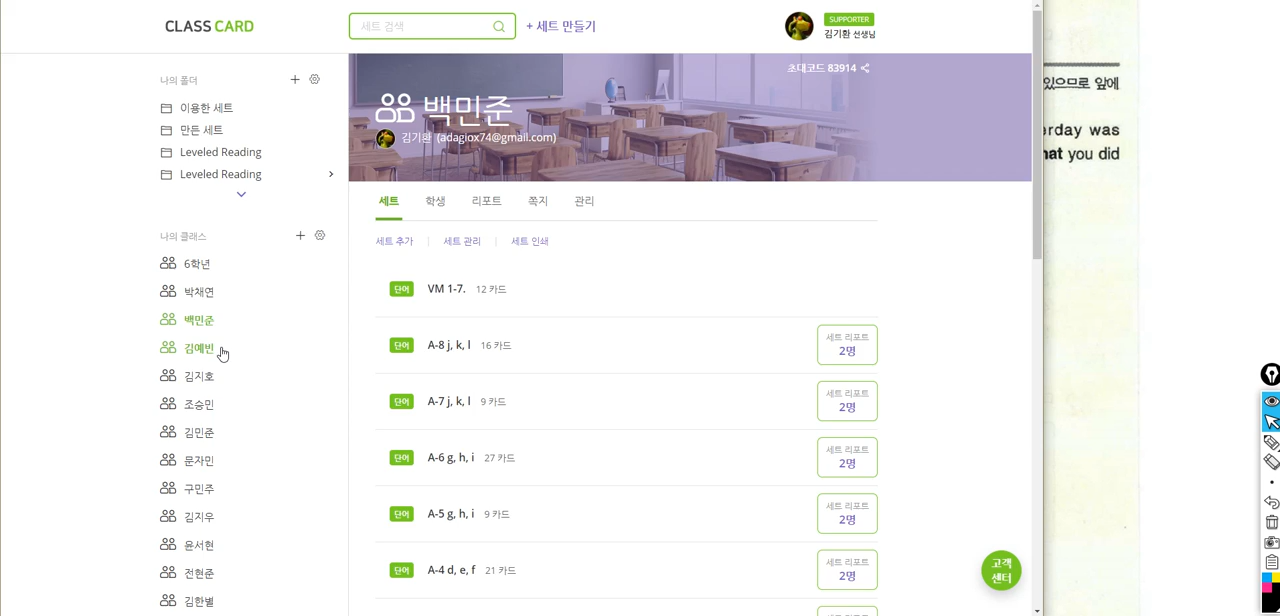 CLASS CARD
세트 검색
+ 세트 만들기
SUPPORTER
김기환 선생님
나의 폴더
이용한 세트
만든 세트
Leveled Reading
Leveled Reading
나의 클래스
6학년
박채연
백민준
김예빈
김지호
조승민
김민준
문자민
구민주
김지우
윤서현
전현준
김한별
초대코드 83914
백민준
김기환 (adagiox74@gmail.com)
세트 학생 리포트 쪽지 관리
세트 추가 세트 관리 세트 인쇄
단어 VM 1-7. 12 카드
단어 A-8 j, k, l 16 카드 세트 리포트 2명
단어 A-7 j, k, l 9 카드 세트 리포트 2명
단어 A-6 g, h, i 27 카드 세트 리포트 2명
단어 A-5 g, h, i 9 카드 세트 리포트 2명
단어 A-4 d, e, f 21 카드 세트 리포트 2명
고객
센터
있으므로 앞에
erday was
hat you did